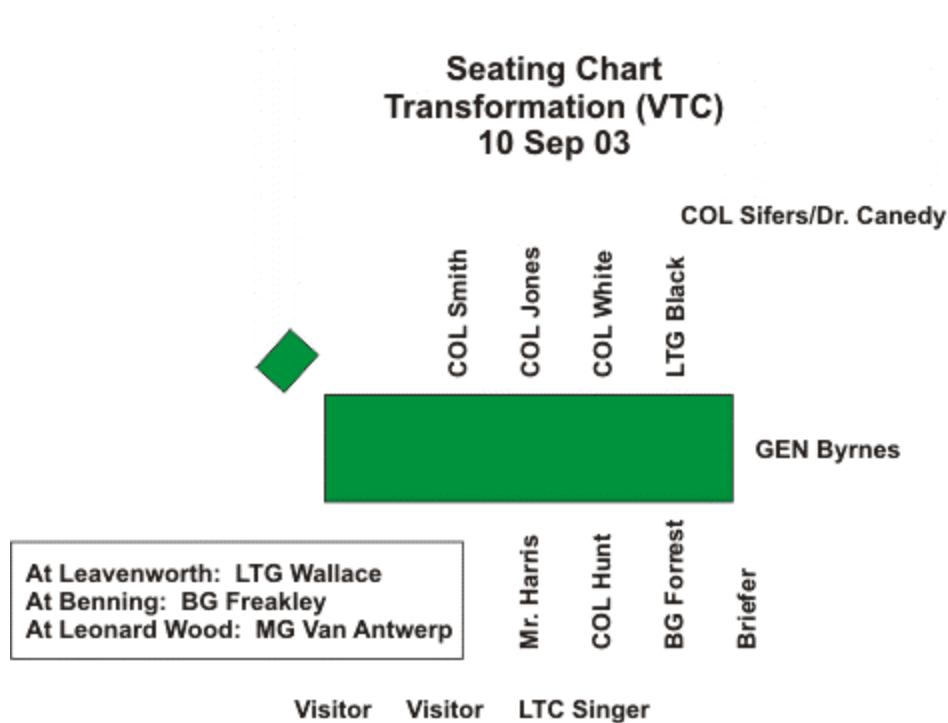 Seating Chart
Transformation (VTC)
10 Sep 03
COL Sifers/Dr. Canedy
COL Smith
COL Jones
COL White
LTG Black
GEN Byrnes
Mr. Harris
COL Hunt
BG Forrest
Briefer
At Leavenworth: LTG Wallace
At Benning: BG Freakley
At Leonard Wood: MG Van Antwerp
Visitor Visitor LTC Singer